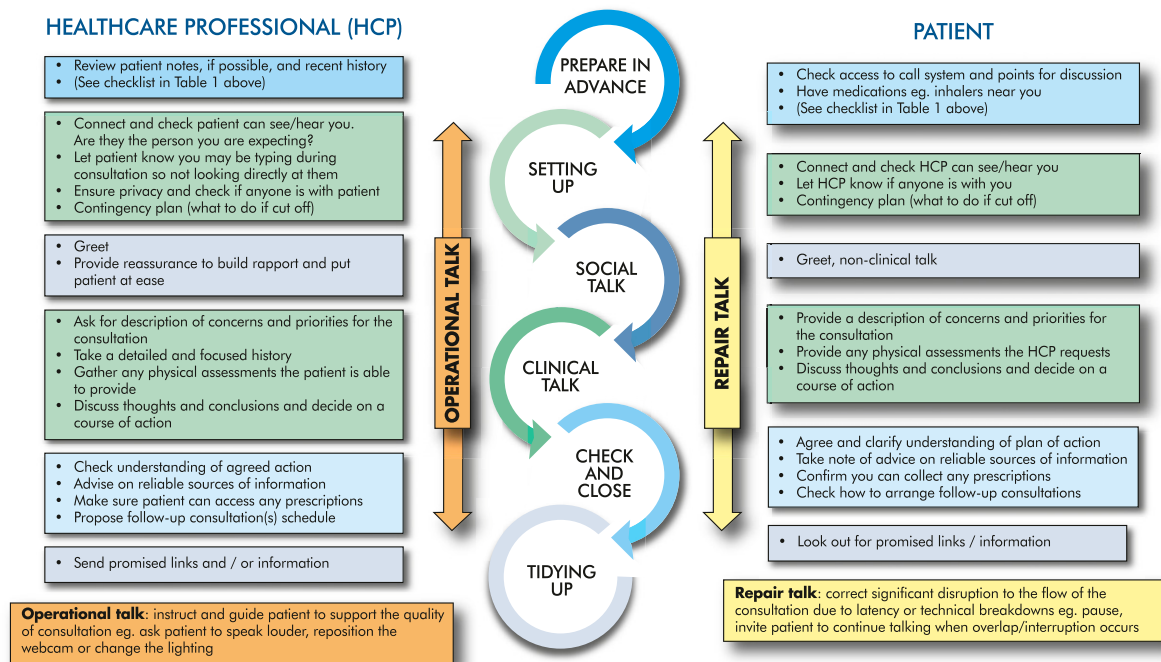 HEALTHCARE PROFESSIONAL (HCP)
• Review patient notes, if possible, and recent history
• (See checklist in Table 1 above)
• Connect and check patient can see/hear you.
Are they the person you are expecting?
• Let patient know you may be typing during
consultation so not looking directly at them
• Ensure privacy and check if anyone is with patient
• Contingency plan (what to do if cut off)
• Greet
• Provide reassurance to build rapport and put
patient at ease
• Ask for description of concerns and priorities for the
consultation
• Take a detailed and focused history
• Gather any physical assessments the patient is able
to provide
• Discuss thoughts and conclusions and decide on a
course of action
• Check understanding of agreed action
• Advise on reliable sources of information
• Make sure patient can access any prescriptions
• Propose follow-up consultation(s) schedule
• Send promised links and / or information
Operational talk: instruct and guide patient to support the quality
of consultation eg. ask patient to speak louder, reposition the
webcam or change the lighting
OPERATIONAL TALK
PREPARE IN
ADVANCE
SETTING
UP
SOCIAL
TALK
CLINICAL
TALK
CHECK
AND
CLOSE
TIDYING
UP
REPAIR TALK
PATIENT
• Check access to call system and points for discussion
• Have medications eg. inhalers near you
• (See checklist in Table 1 above)
• Connect and check HCP can see/hear you
• Let HCP know if anyone is with you
• Contingency plan (what to do if cut off)
• Greet, non-clinical talk
• Provide a description of concerns and priorities for
the consultation
• Provide any physical assessments the HCP requests
• Discuss thoughts and conclusions and decide on a
course of action
• Agree and clarify understanding of plan of action
• Take note of advice on reliable sources of information
• Confirm you can collect any prescriptions
• Check how to arrange follow-up consultations
• Look out for promised links / information
Repair talk: correct significant disruption to the flow of the
consultation due to latency or technical breakdowns eg. pause,
invite patient to continue talking when overlap/interruption occurs